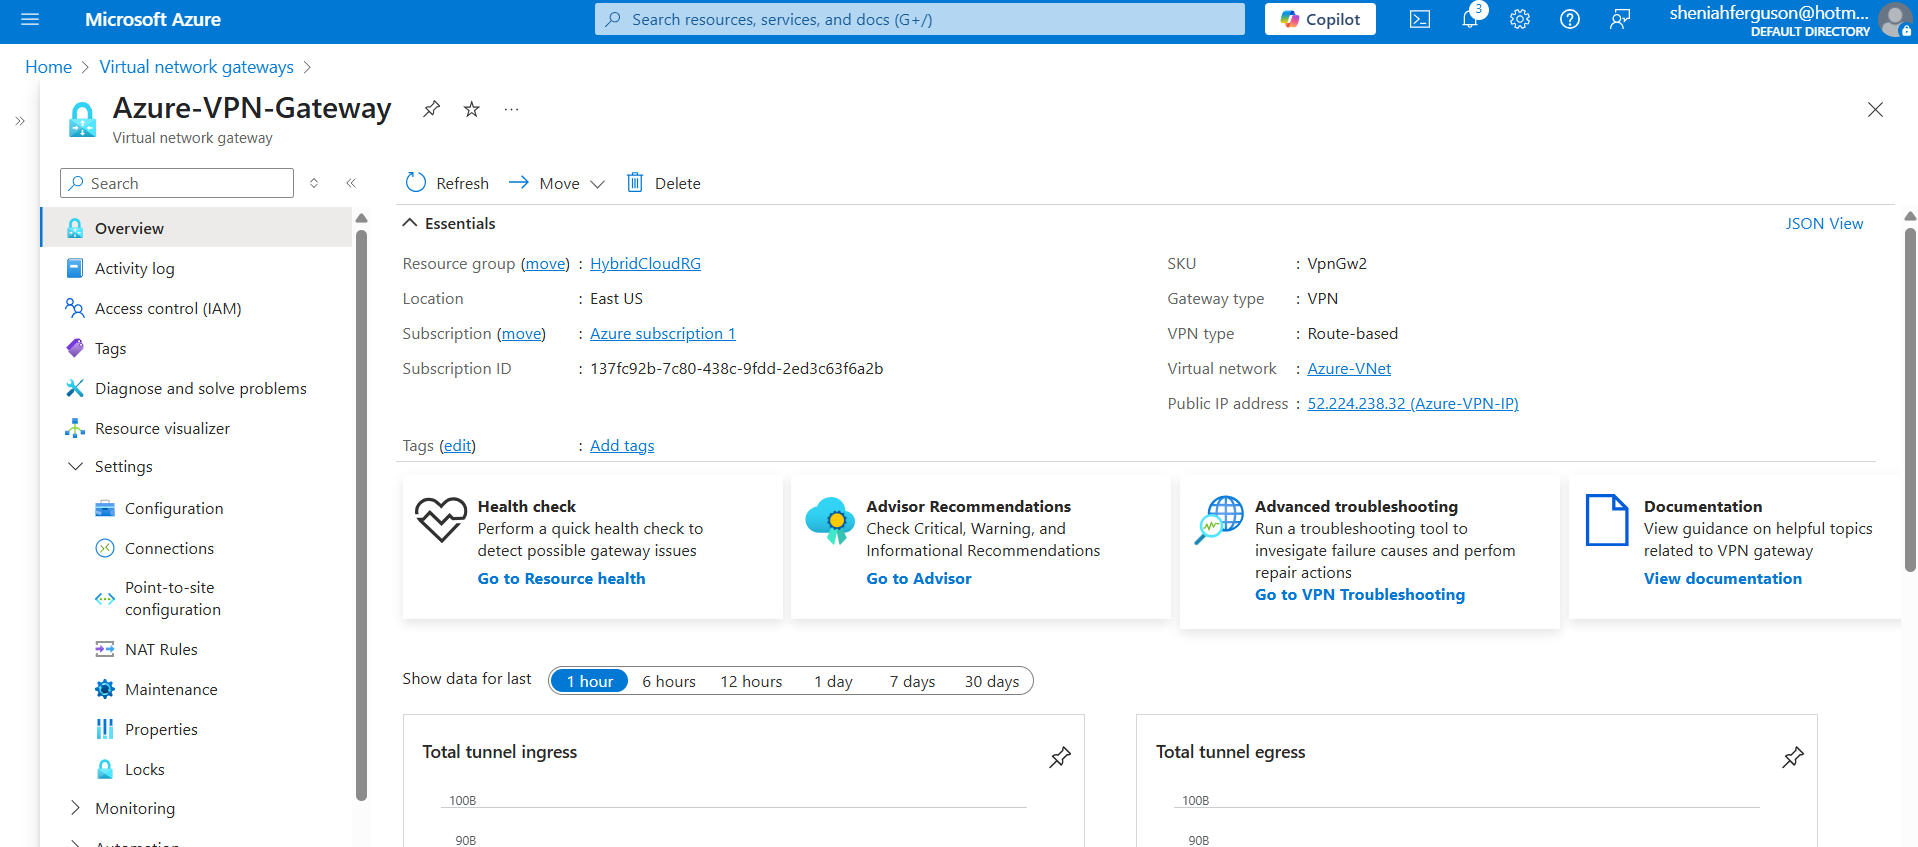 Microsoft Azure
Search resources, services, and docs (G+/)
Copilot
3
sheniahferguson@hotm...
DEFAULT DIRECTORY
Home > Virtual network gateways >
Azure-VPN-Gateway
Virtual network gateway
Search
Refresh
Move
Delete
Overview
Activity log
Access control (IAM)
Tags
Diagnose and solve problems
Resource visualizer
Settings
Configuration
Connections
Point-to-site
configuration
NAT Rules
Maintenance
Properties
Locks
Monitoring
Automation
Essentials
JSON View
Resource group (move) : HybridCloudRG
Location : East US
Subscription (move) : Azure subscription 1
Subscription ID : 137fc92b-7c80-438c-9fdd-2ed3c63f6a2b
SKU : VpnGw2
Gateway type : VPN
VPN type : Route-based
Virtual network : Azure-VNet
Public IP address : 52.224.238.32 (Azure-VPN-IP)
Tags (edit) : Add tags
Health check
Perform a quick health check to
detect possible gateway issues
Go to Resource health
Advisor Recommendations
Check Critical, Warning, and
Informational Recommendations
Go to Advisor
Advanced troubleshooting
Run a troubleshooting tool to
invesigate failure causes and perfom
repair actions
Go to VPN Troubleshooting
Documentation
View guidance on helpful topics
related to VPN gateway
View documentation
Show data for last
1 hour
6 hours
12 hours
1 day
7 days
30 days
Total tunnel ingress
100B
90B
Total tunnel egress
100B
90B